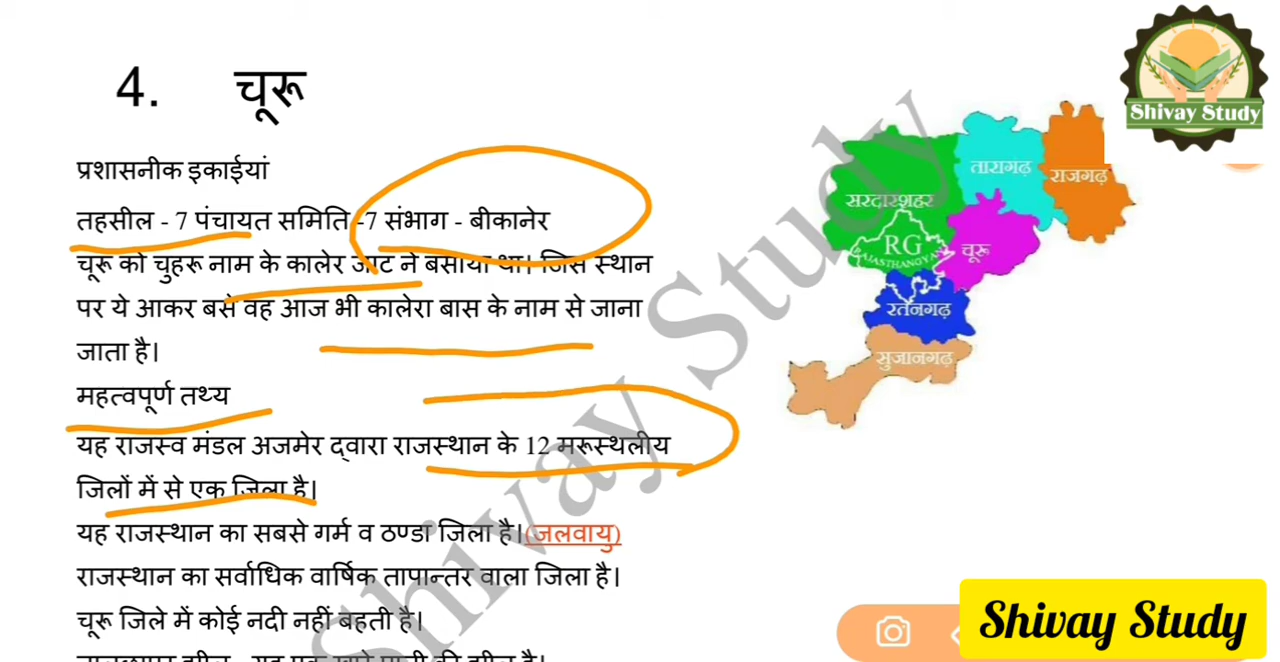 4. चूरू
प्रशासनीक इकाईयां
तहसील - 7 पंचायत समिति -7 संभाग - बीकानेर
चूरू को चुहरू नाम के कालेर जाट ने बसाया था। जिस स्थान
पर ये आकर बसे वह आज भी कालेरा बास के नाम से जाना
जाता है।
महत्वपूर्ण तथ्य
यह राजस्व मंडल अजमेर द्वारा राजस्थान के 12 मरूस्थलीय
जिलों में से एक जिला है।
यह राजस्थान का सबसे गर्म व ठण्डा जिला है।(जलवायु)
राजस्थान का सर्वाधिक वार्षिक तापान्तर वाला जिला है।
चूरू जिले में कोई नदी नहीं बहती है।
Shivay Study
तारागढ़
राजगढ़
सरदारशहर
RG
RAJASTHANGYAN
चूरू
रतनगढ़
सुजानगढ़
Shivay Study
Shivay Study